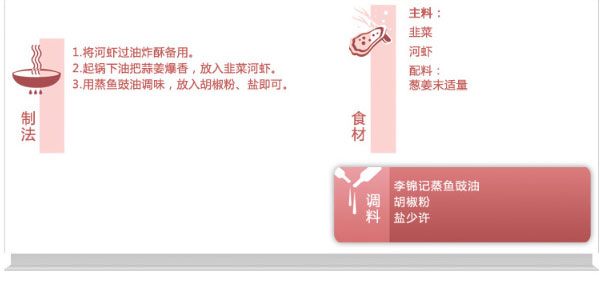 制法
1.将河虾过油炸酥备用。
2.起锅下油把蒜姜爆香，放入韭菜河虾。
3.用蒸鱼豉油调味，放入胡椒粉、盐即可。
食材
主料：
韭菜
河虾
配料：
葱姜末适量
调料
李锦记蒸鱼豉油
胡椒粉
盐少许